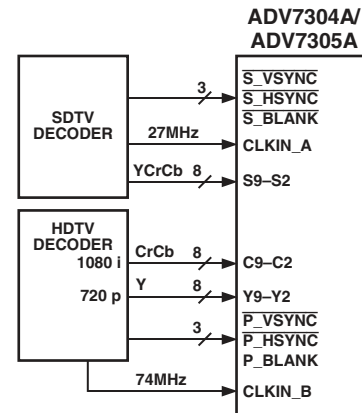 ADV7304A/
ADV7305A
SDTV
DECODER
3
S_VSYNC
S_HSYNC
S_BLANK
27MHz
CLKIN_A
YCrCb 8
S9–S2
HDTV
DECODER
1080 i
CrCb 8
C9–C2
720 p
Y 8
Y9–Y2
3
P_VSYNC
P_HSYNC
P_BLANK
74MHz
CLKIN_B